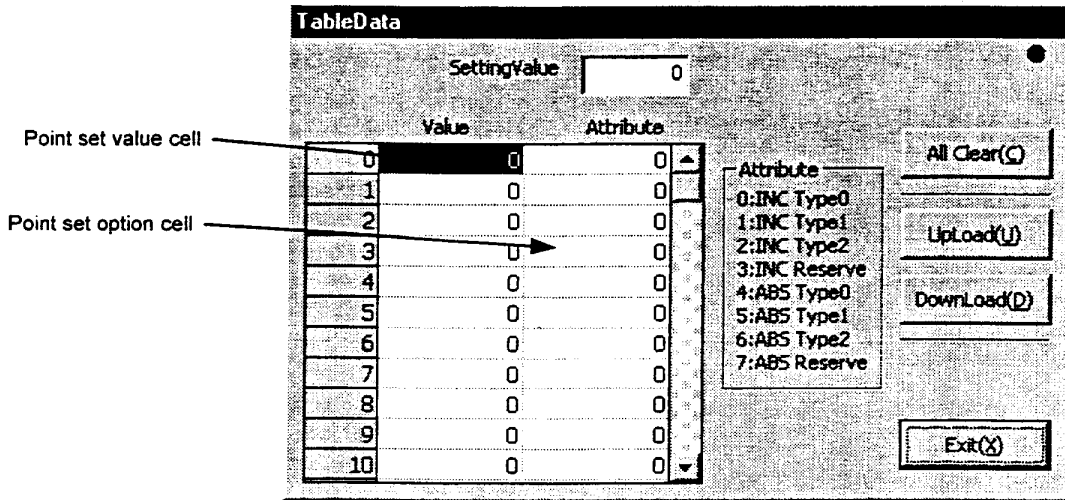 TableData
SettingValue 0
Value Attribute
Point set value cell
Point set option cell
0 0 0
1 0 0
2 0 0
3 0 0
4 0 0
5 0 0
6 0 0
7 0 0
8 0 0
9 0 0
10 0 0
Attribute
0:INC Type0
1:INC Type1
2:INC Type2
3:INC Reserve
4:ABS Type0
5:ABS Type1
6:ABS Type2
7:ABS Reserve
All Clear(C)
UpLoad(U)
DownLoad(D)
Exit(X)